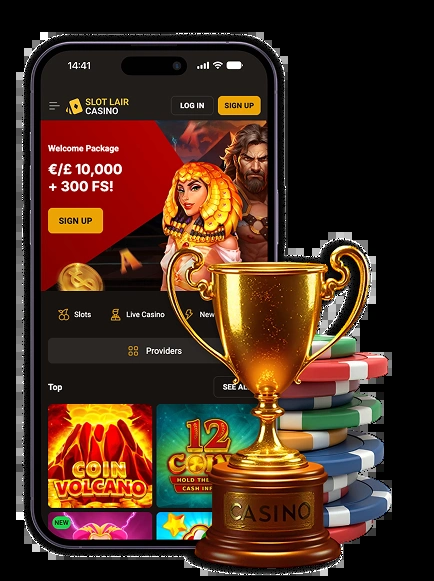 14:41
SLOT LAIR
CASINO
LOG IN
SIGN UP
Welcome Package
€/£ 10,000
+ 300 FS!
SIGN UP
Slots
Live Casino
New
Providers
Top
SEE AL
COIN
VOLCANO
12
COIN
HOLD THE
CASH IN
NEW
CASINO